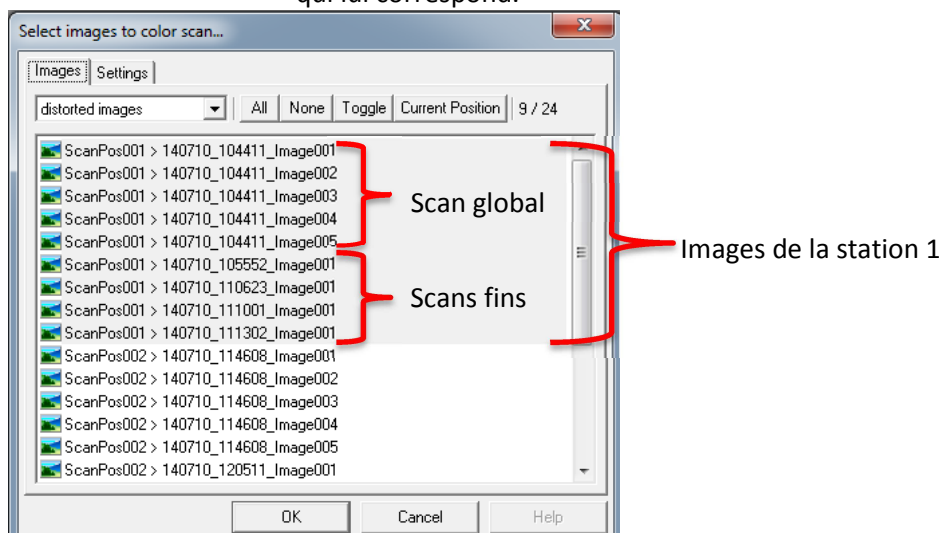 qui lui correspond.
Select images to color scan...
Images Settings
distorted images All None Toggle Current Position 9 / 24
ScanPos001 > 140710_104411_Image001
ScanPos001 > 140710_104411_Image002
ScanPos001 > 140710_104411_Image003
Scan global
ScanPos001 > 140710_104411_Image004
ScanPos001 > 140710_104411_Image005
Images de la station 1
ScanPos001 > 140710_105552_Image001
ScanPos001 > 140710_110623_Image001
Scans fins
ScanPos001 > 140710_111001_Image001
ScanPos001 > 140710_111302_Image001
ScanPos002 > 140710_114608_Image001
ScanPos002 > 140710_114608_Image002
ScanPos002 > 140710_114608_Image003
ScanPos002 > 140710_114608_Image004
ScanPos002 > 140710_114608_Image005
ScanPos002 > 140710_120511_Image001
OK Cancel Help